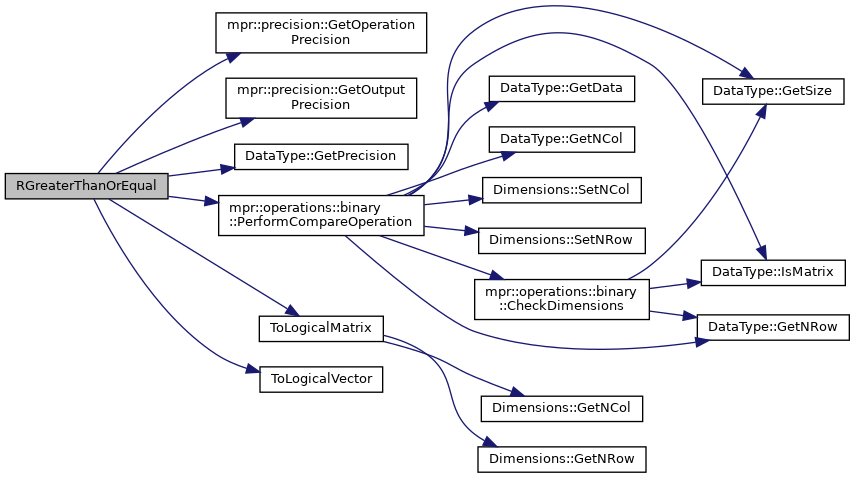 RGreaterThanOrEqual
mpr::precision::GetOperation
Precision
mpr::precision::GetOutput
Precision
DataType::GetPrecision
mpr::operations::binary
::PerformCompareOperation
ToLogicalMatrix
ToLogicalVector
DataType::GetData
DataType::GetNCol
Dimensions::SetNCol
Dimensions::SetNRow
mpr::operations::binary
::CheckDimensions
Dimensions::GetNCol
Dimensions::GetNRow
DataType::GetSize
DataType::IsMatrix
DataType::GetNRow